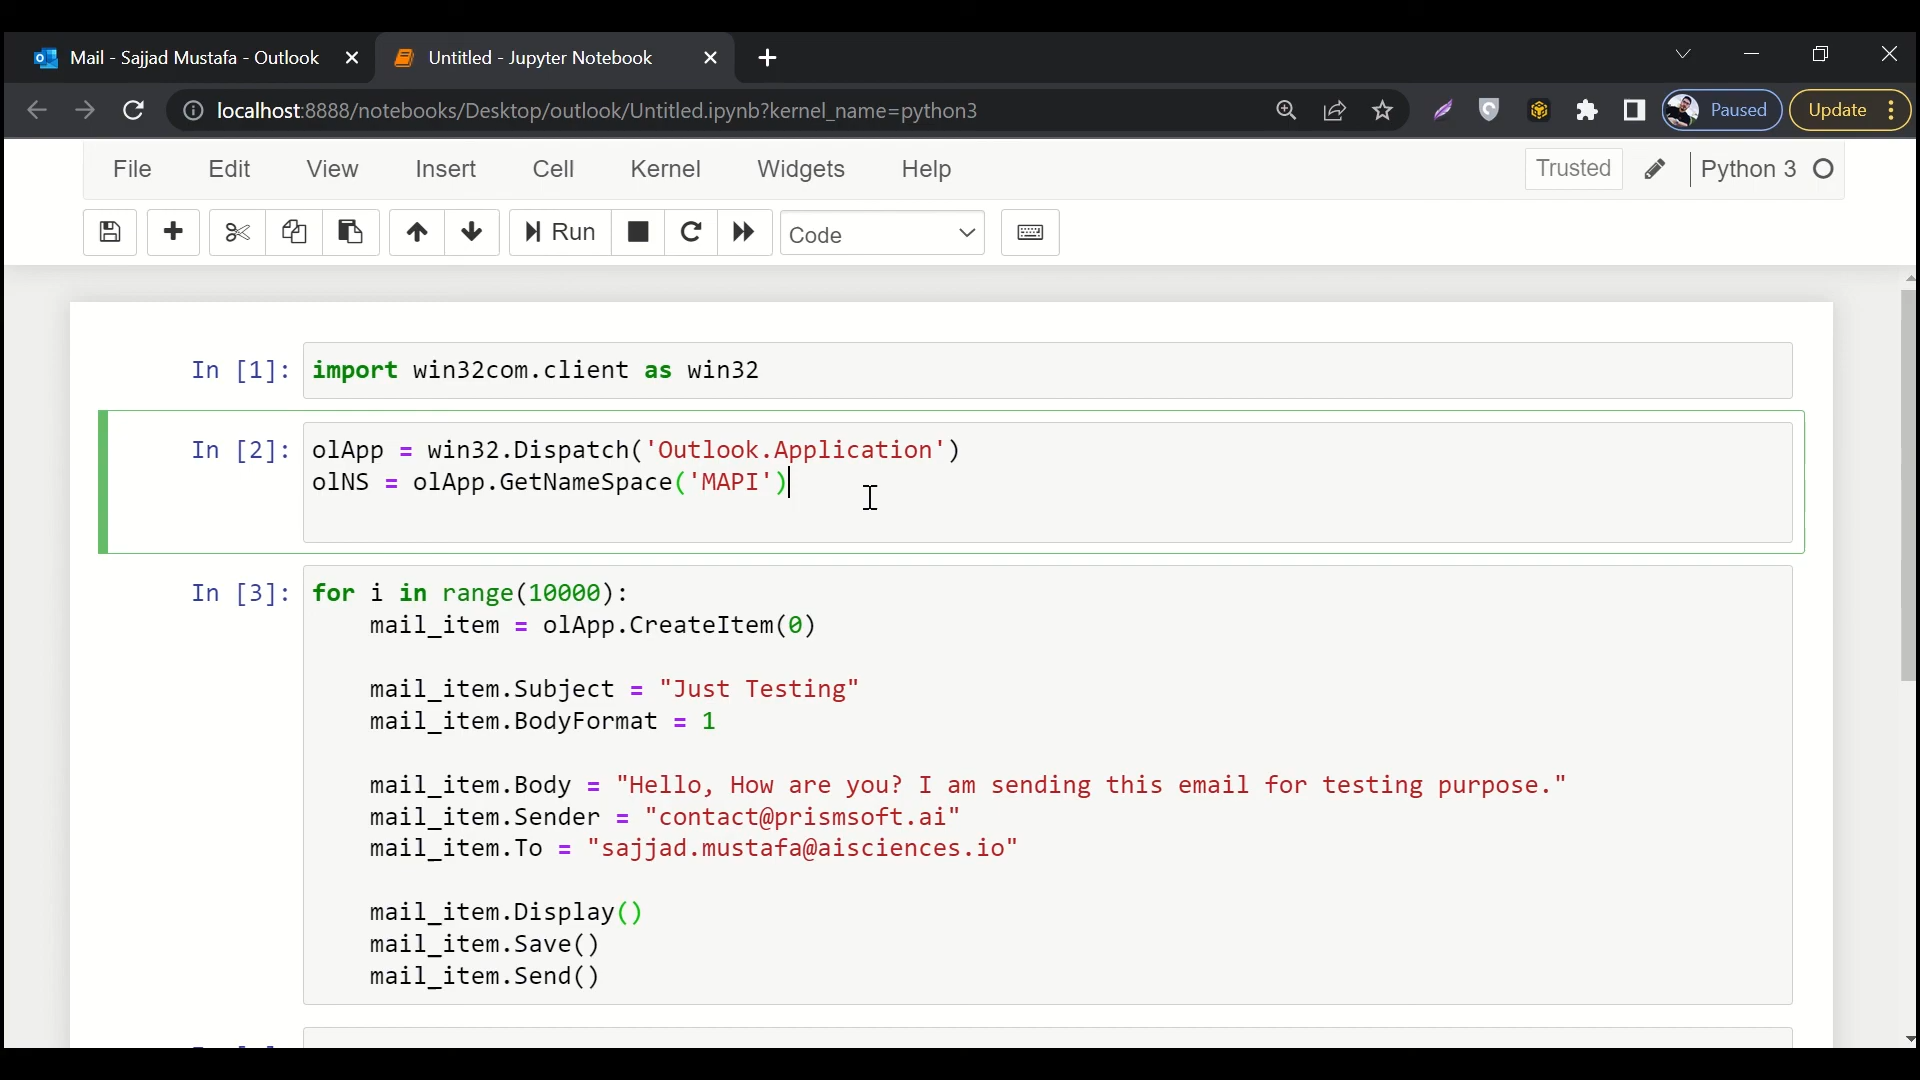 Mail - Sajjad Mustafa - Outlook
Untitled - Jupyter Notebook
localhost:8888/notebooks/Desktop/outlook/Untitled.ipynb?kernel_name=python3
Paused
Update
File Edit View Insert Cell Kernel Widgets Help
Trusted
Python 3
Run
Code
In [1]: import win32com.client as win32
In [2]: olApp = win32.Dispatch('Outlook.Application')
olNS = olApp.GetNameSpace('MAPI')
In [3]: for i in range(10000):
mail_item = olApp.CreateItem(0)
mail_item.Subject = "Just Testing"
mail_item.BodyFormat = 1
mail_item.Body = "Hello, How are you? I am sending this email for testing purpose."
mail_item.Sender = "contact@prismsoft.ai"
mail_item.To = "sajjad.mustafa@aisciences.io"
mail_item.Display()
mail_item.Save()
mail_item.Send()